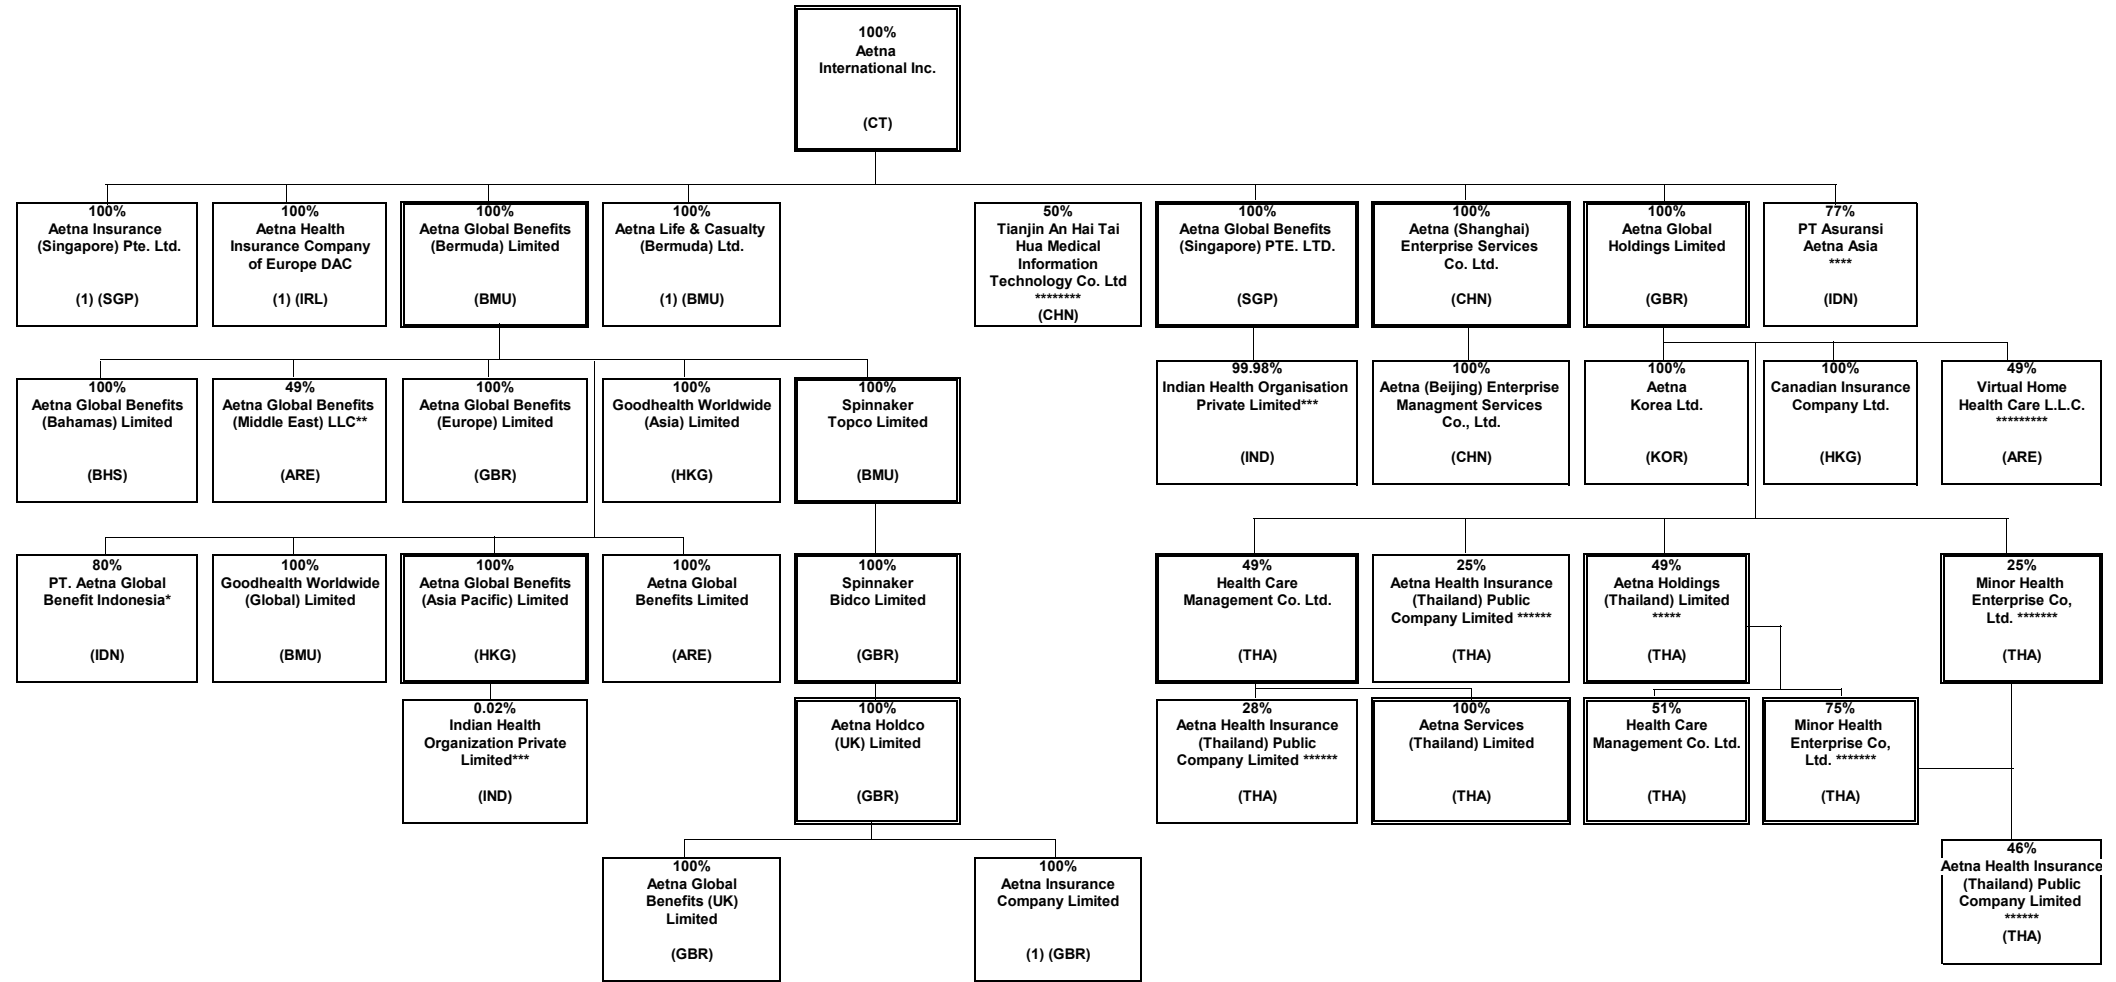 100%
Aetna
International Inc.
(CT)
100%
Aetna Insurance
(Singapore) Pte. Ltd.
(1) (SGP)
100%
Aetna Health
Insurance Company
of Europe DAC
(1) (IRL)
100%
Aetna Global Benefits
(Bermuda) Limited
(BMU)
100%
Aetna Life & Casualty
(Bermuda) Ltd.
(1) (BMU)
50%
Tianjin An Hai Tai
Hua Medical
Information
Technology Co. Ltd
********
(CHN)
100%
Aetna Global Benefits
(Singapore) PTE. LTD.
(SGP)
100%
Aetna (Shanghai)
Enterprise Services
Co. Ltd.
(CHN)
100%
Aetna Global
Holdings Limited
(GBR)
77%
PT Asuransi
Aetna Asia
****
(IDN)
100%
Aetna Global Benefits
(Bahamas) Limited
(BHS)
49%
Aetna Global Benefits
(Middle East) LLC**
(ARE)
100%
Aetna Global Benefits
(Europe) Limited
(GBR)
100%
Goodhealth Worldwide
(Asia) Limited
(HKG)
100%
Spinnaker
Topco Limited
(BMU)
99.98%
Indian Health Organisation
Private Limited***
(IND)
100%
Aetna (Beijing) Enterprise
Managment Services
Co., Ltd.
(CHN)
100%
Aetna
Korea Ltd.
(KOR)
100%
Canadian Insurance
Company Ltd.
(HKG)
49%
Virtual Home
Health Care L.L.C.
*********
(ARE)
80%
PT. Aetna Global
Benefit Indonesia*
(IDN)
100%
Goodhealth Worldwide
(Global) Limited
(BMU)
100%
Aetna Global Benefits
(Asia Pacific) Limited
(HKG)
100%
Aetna Global
Benefits Limited
(ARE)
100%
Spinnaker
Bidco Limited
(GBR)
49%
Health Care
Management Co. Ltd.
(THA)
25%
Aetna Health Insurance
(Thailand) Public
Company Limited ******
(THA)
49%
Aetna Holdings
(Thailand) Limited
*****
(THA)
25%
Minor Health
Enterprise Co,
Ltd. *******
(THA)
0.02%
Indian Health
Organization Private
Limited***
(IND)
100%
Aetna Holdco
(UK) Limited
(GBR)
28%
Aetna Health Insurance
(Thailand) Public
Company Limited ******
(THA)
100%
Aetna Services
(Thailand) Limited
(THA)
51%
Health Care
Management Co. Ltd.
(THA)
75%
Minor Health
Enterprise Co,
Ltd. *******
(THA)
100%
Aetna Global
Benefits (UK)
Limited
(GBR)
100%
Aetna Insurance
Company Limited
(1) (GBR)
46%
Aetna Health Insurance
(Thailand) Public
Company Limited
******
(THA)